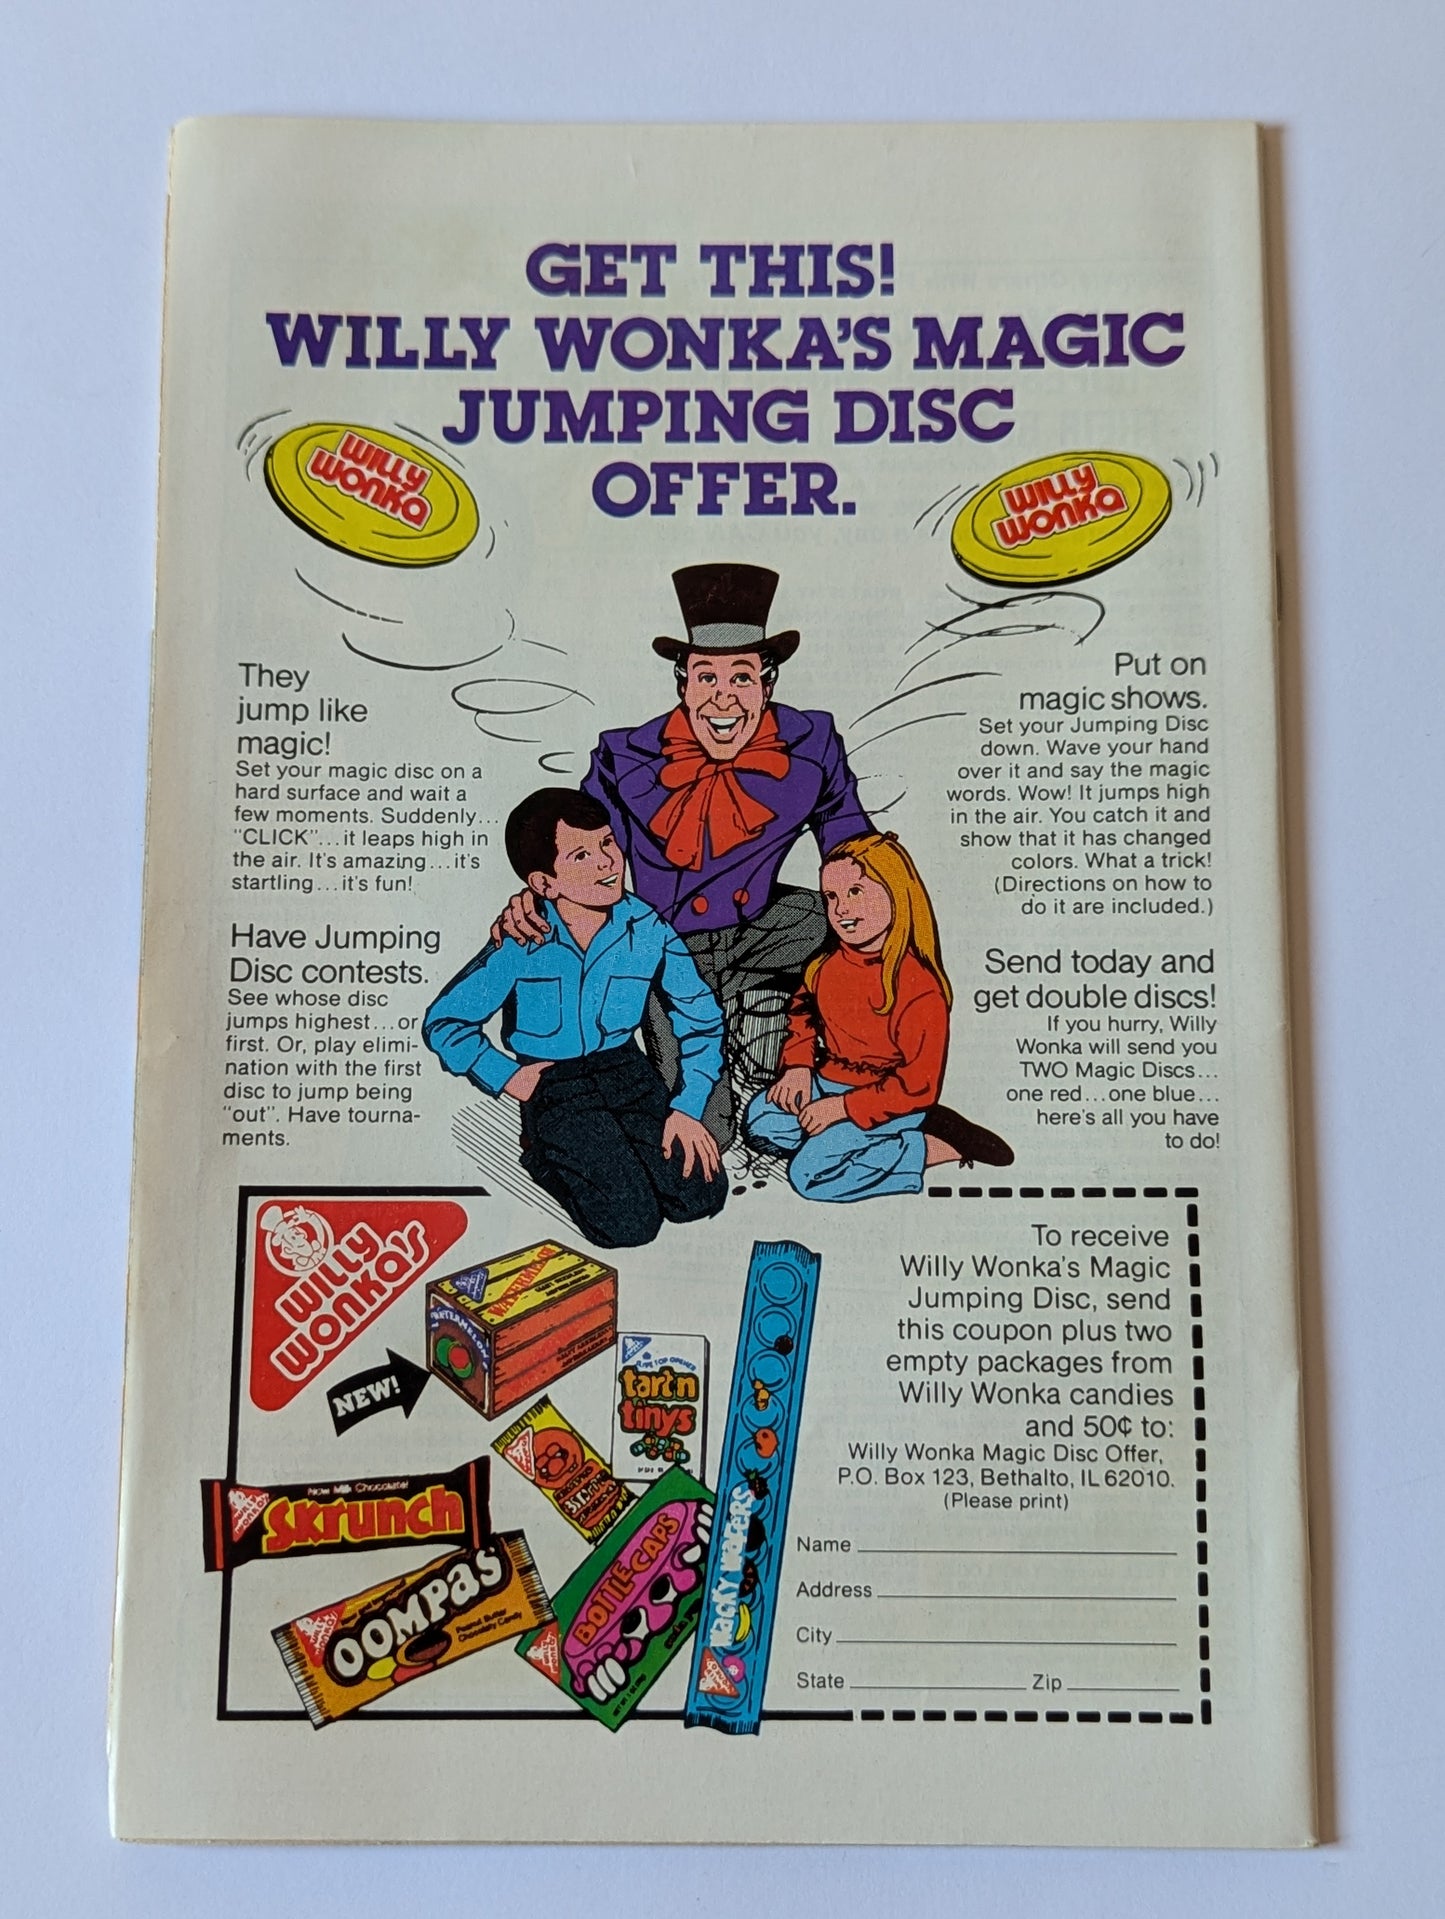 GET THIS!
WILLY WONKA'S MAGIC
JUMPING DISC
OFFER.
WILLY
WONKA
WILLY
WONKA
They
jump like
magic!
Set your magic disc on a
hard surface and wait a
few moments. Suddenly...
"CLICK"...it leaps high in
the air. It's amazing...it's
startling...it's fun!
Have Jumping
Disc contests.
See whose disc
jumps highest...or
first. Or, play elimi-
nation with the first
disc to jump being
"out". Have tourna-
ments.
Put on
magic shows.
Set your Jumping Disc
down. Wave your hand
over it and say the magic
words. Wow! It jumps high
in the air. You catch it and
show that it has changed
colors. What a trick!
(Directions on how to
do it are included.)
Send today and
get double discs!
If you hurry, Willy
Wonka will send you
TWO Magic Discs...
one red...one blue...
here's all you have
to do!
WILLY
WONKA'S
NEW!
tart'n
tinys
Now Milk Chocolate!
Skrunch
OOMPAS
Peanut Butter
Chocolaty Candy
BOTTLE CAPS
WACKY WAFERS
To receive
Willy Wonka's Magic
Jumping Disc, send
this coupon plus two
empty packages from
Willy Wonka candies
and 50¢ to:
Willy Wonka Magic Disc Offer,
P.O. Box 123, Bethalto, IL 62010.
(Please print)
Name
Address
City
State Zip